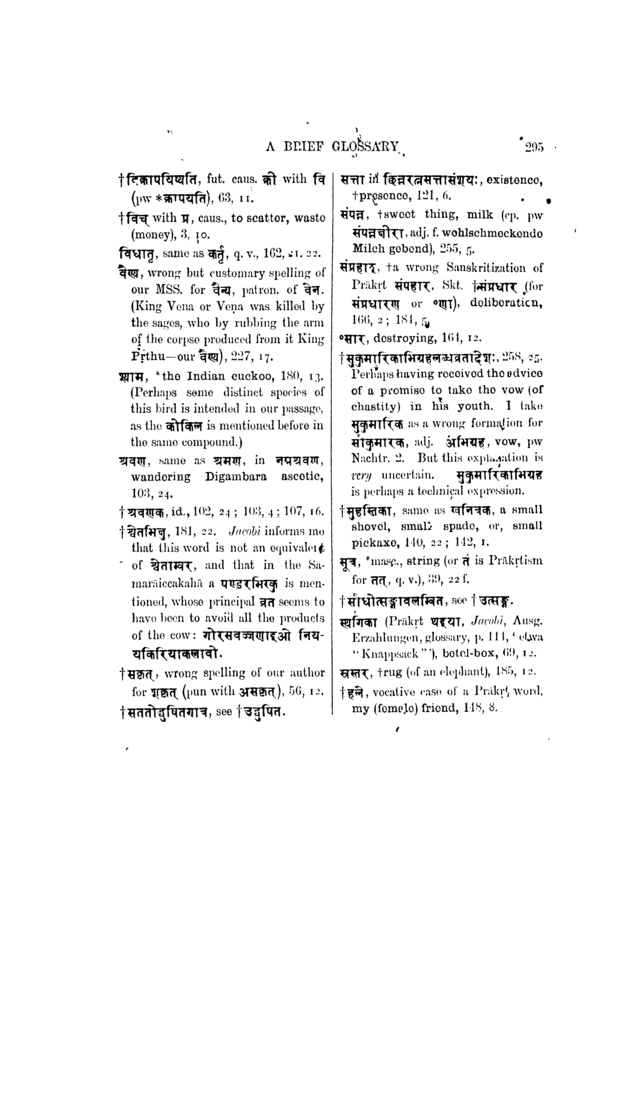 A BRIEF GLOSSARY
295
†विक्रापयिष्यति, fut. caus. क्री with वि
(pw *क्रापयति), 63, 11.
†विच् with प्र, caus., to scatter, waste
(money), 3, 10.
विधातृ, same as कर्तृ, q. v., 162, 21. 22.
वैण्य, wrong but customary spelling of
our MSS. for वैन्य, patron. of वेन.
(King Vena or Veṇa was killed by
the sages, who by rubbing the arm
of the corpse produced from it King
Pṛthu—our वैण्य), 227, 17.
श्याम, *the Indian cuckoo, 180, 13.
(Perhaps some distinct species of
this bird is intended in our passage,
as the कोकिल is mentioned before in
the same compound.)
श्रवण, same as श्रमण, in नग्नश्रवण,
wandering Digambara ascetic,
103, 24.
†श्रवणक, id., 102, 24; 103, 4; 107, 16.
†श्वेतभिक्षु, 181, 22. Jacobi informs me
that this word is not an equivalent
of श्वेताम्बर, and that in the Sa-
marāiccakahā a पण्डरभिक्खु is men-
tioned, whose principal व्रत seems to
have been to avoid all the products
of the cow: गोरसवज्जणाइओ निय-
यकिरियाकलावो.
†सकृत्, wrong spelling of our author
for शकृत् (pun with असकृत्), 56, 12.
†सततोद्धुषितगात्र, see †उद्धुषित.
सत्ता in किंनररत्नसत्तासंशयः, existence,
†presence, 121, 6.
संपन्न, †sweet thing, milk (cp. pw
संपन्नक्षीरा, adj. f. wohlschmeckende
Milch gebend), 255, 5.
संप्रहार, †a wrong Sanskritization of
Prākṛt संपहार, Skt. †*संप्रधार (for
संप्रधारण or °णा), deliberation,
166, 2; 184, 5.
°सार, destroying, 164, 12.
†सुकुमारिकाभिग्रहलब्धव्रतादेशः, 258, 25.
Perhaps having received the advice
of a promise to take the vow (of
chastity) in his youth. I take
सुकुमारिक as a wrong formation for
सौकुमारक, adj. अभिग्रह, vow, pw
Nachtr. 2. But this explanation is
very uncertain. सुकुमारिकाभिग्रह
is perhaps a technical expression.
†सुहस्तिका, same as खनित्रक, a small
shovel, small spade, or, small
pickaxe, 140, 22; 142, 1.
सूत्र, *masc., string (or तं is Prākṛtism
for तत्, q. v.), 39, 22 f.
†सौधोत्सङ्गावलम्बित, see †उत्सङ्ग.
स्थगिका (Prākṛt थइया, Jacobi, Ausg.
Erzählungen, glossary, p. 114, 'etwa
"Knappsack"'), betel-box, 69, 12.
स्रस्तर, †rug (of an elephant), 185, 12.
†हले, vocative case of a Prākṛt word,
my (female) friend, 148, 8.